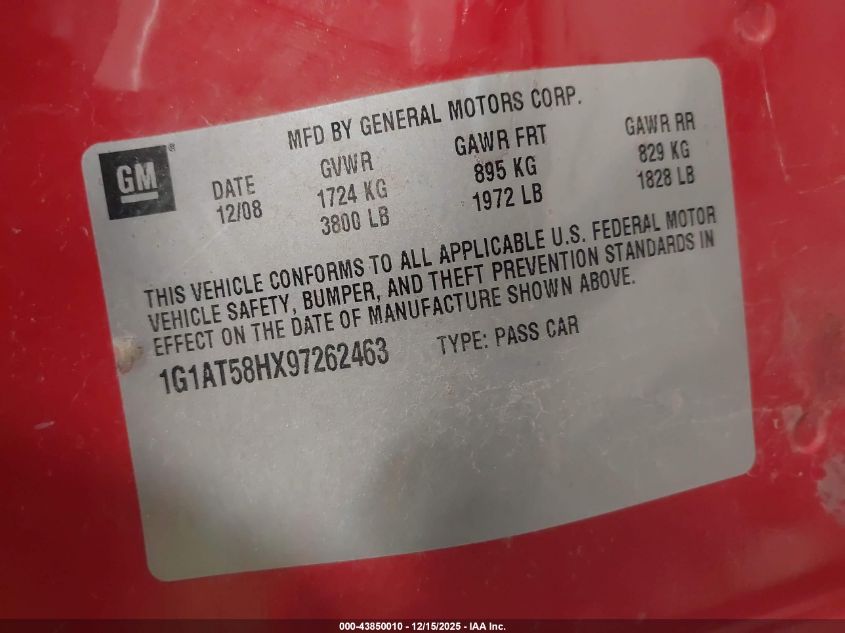 MFD BY GENERAL MOTORS CORP.
GM®
DATE GVWR GAWR FRT GAWR RR
12/08 1724 KG 895 KG 829 KG
3800 LB 1972 LB 1828 LB
THIS VEHICLE CONFORMS TO ALL APPLICABLE U.S. FEDERAL MOTOR
VEHICLE SAFETY, BUMPER, AND THEFT PREVENTION STANDARDS IN
EFFECT ON THE DATE OF MANUFACTURE SHOWN ABOVE.
1G1AT58HX97262463 TYPE: PASS CAR
000-43850010 - 12/15/2025 - IAA Inc.